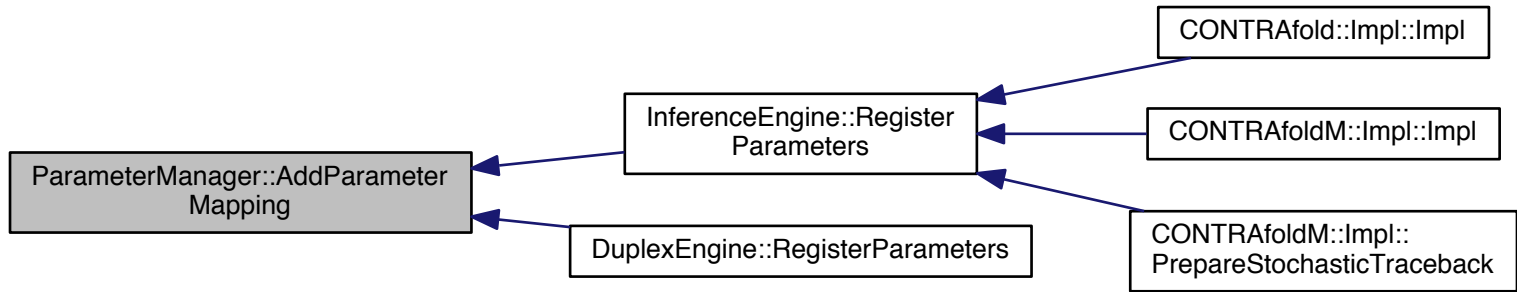 ParameterManager::AddParameter
Mapping
InferenceEngine::Register
Parameters
DuplexEngine::RegisterParameters
CONTRAfold::Impl::Impl
CONTRAfoldM::Impl::Impl
CONTRAfoldM::Impl::
PrepareStochasticTraceback